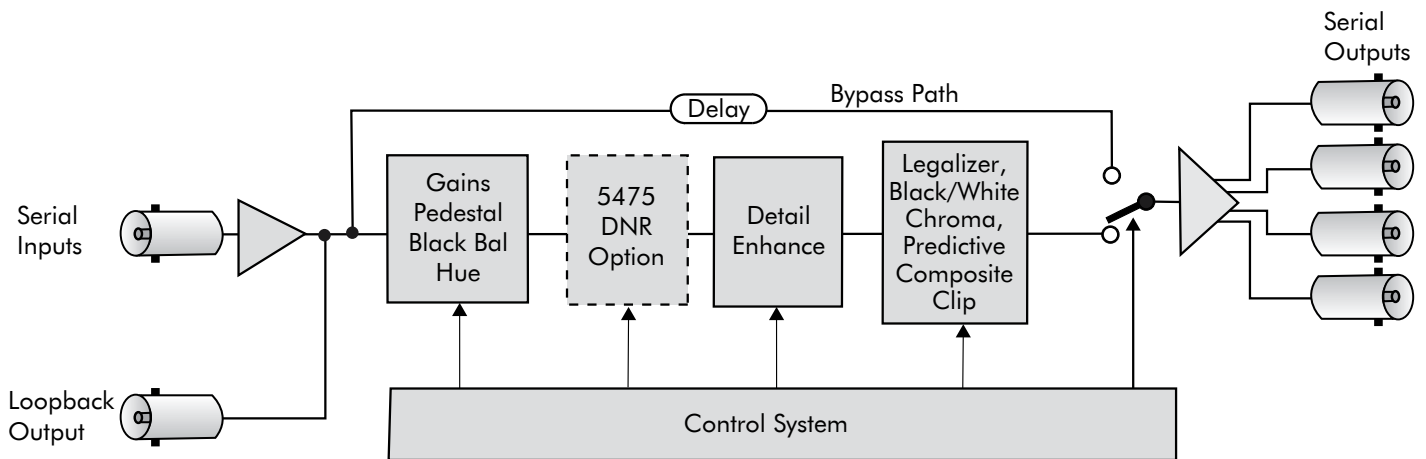 Serial
Outputs
Delay
Bypass Path
Serial
Inputs
Gains
Pedestal
Black Bal
Hue
5475
DNR
Option
Detail
Enhance
Legalizer,
Black/White
Chroma,
Predictive
Composite
Clip
Loopback
Output
Control System